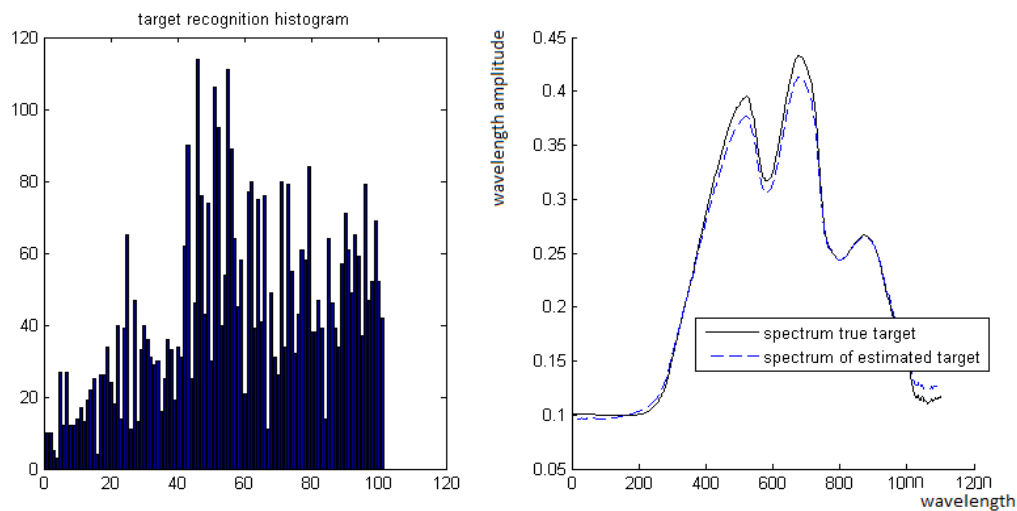 target recognition histogram
120
100
80
60
40
20
0
0 20 40 60 80 100 120
wavelength amplitude
0.45
0.4
0.35
0.3
0.25
0.2
0.15
0.1
0.05
spectrum true target
spectrum of estimated target
0 200 400 600 800 1000 1200
wavelength